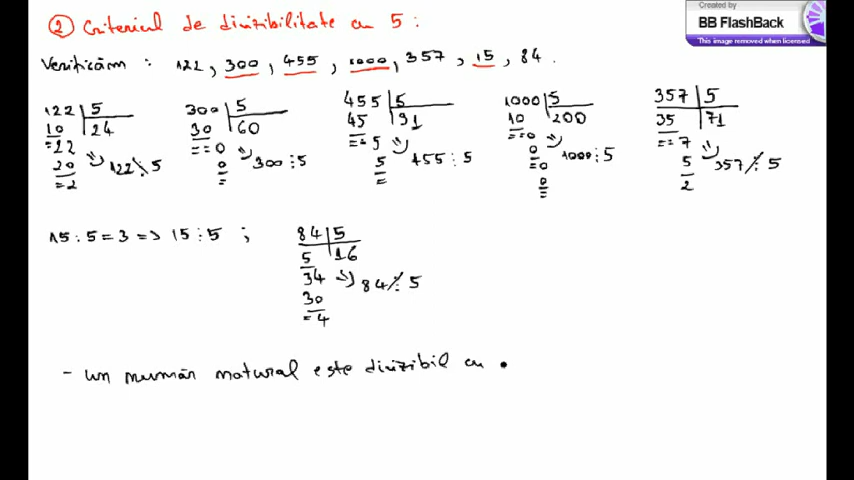 ② Criteriul de divizibilitate cu 5 :
Created by
BB FlashBack
This image removed when licensed
Verificăm : 122, 300, 455, 1000, 357, 15, 84.
122 | 5   300 | 5   455 | 5   1000 | 5   357 | 5
10 | 24   30 | 60   45 | 91   10 | 200   35 | 71
=22   ==0   ==5   ==0   ==7
20 => 122 ⋮̸ 5   0 => 300 ⋮ 5   5 => 455 ⋮ 5   0 => 1000 ⋮ 5   5 => 357 ⋮̸ 5
=2   =   =   =0   2
0
=
15 : 5 = 3 => 15 ⋮ 5 ;   84 | 5
5 | 16
34 => 84 ⋮̸ 5
30
=4
- un număr natural este divizibil cu